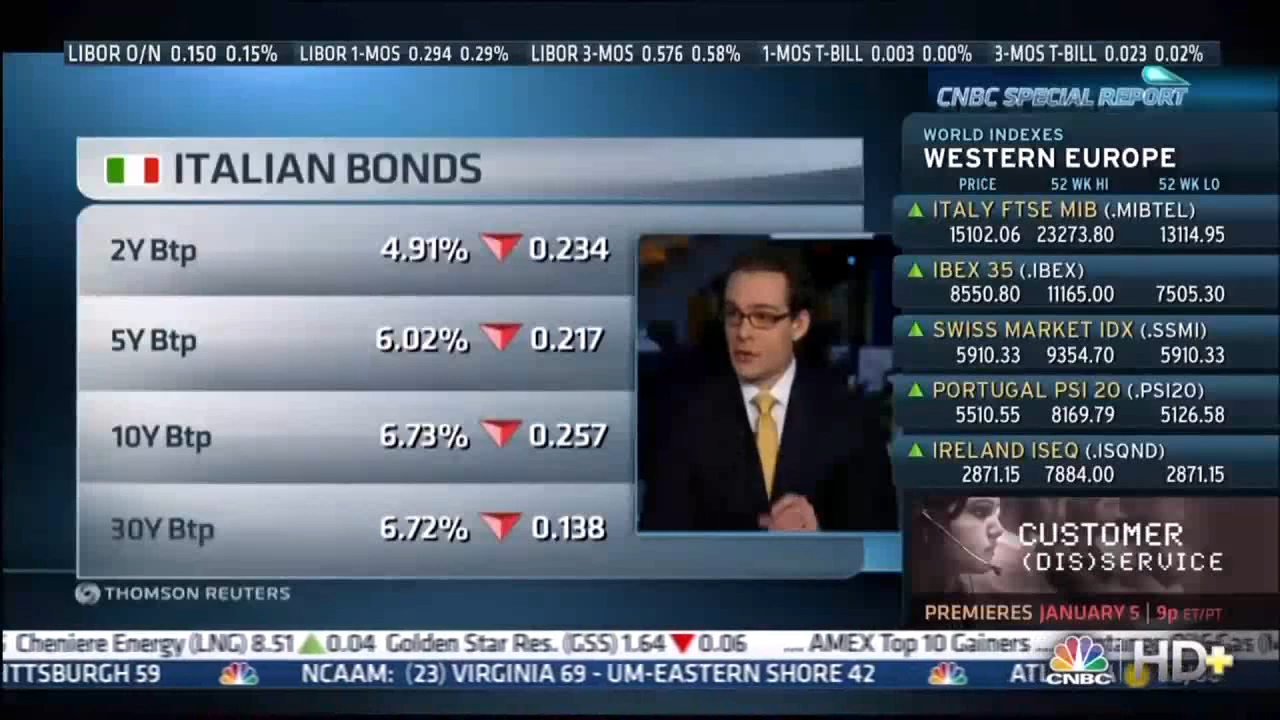 LIBOR O/N 0.150 0.15% LIBOR 1-MOS 0.294 0.29% LIBOR 3-MOS 0.576 0.58% 1-MOS T-BILL 0.003 0.00% 3-MOS T-BILL 0.023 0.02%
CNBC SPECIAL REPORT
ITALIAN BONDS
2Y Btp 4.91% 0.234
5Y Btp 6.02% 0.217
10Y Btp 6.73% 0.257
30Y Btp 6.72% 0.138
THOMSON REUTERS
WORLD INDEXES
WESTERN EUROPE
PRICE 52 WK HI 52 WK LO
ITALY FTSE MIB (.MIBTEL)
15102.06 23273.80 13114.95
IBEX 35 (.IBEX)
8550.80 11165.00 7505.30
SWISS MARKET IDX (.SSMI)
5910.33 9354.70 5910.33
PORTUGAL PSI 20 (.PSI20)
5510.55 8169.79 5126.58
IRELAND ISEQ (.ISQND)
2871.15 7884.00 2871.15
CUSTOMER
(DIS)SERVICE
PREMIERES JANUARY 5 | 9p ET/PT
Cheniere Energy (LNG) 8.51 0.04 Golden Star Res. (GSS) 1.64 0.06 .... AMEX Top 10 Gainers
ITTSBURGH 59 NCAAM: (23) VIRGINIA 69 - UM-EASTERN SHORE 42
CNBC HD+